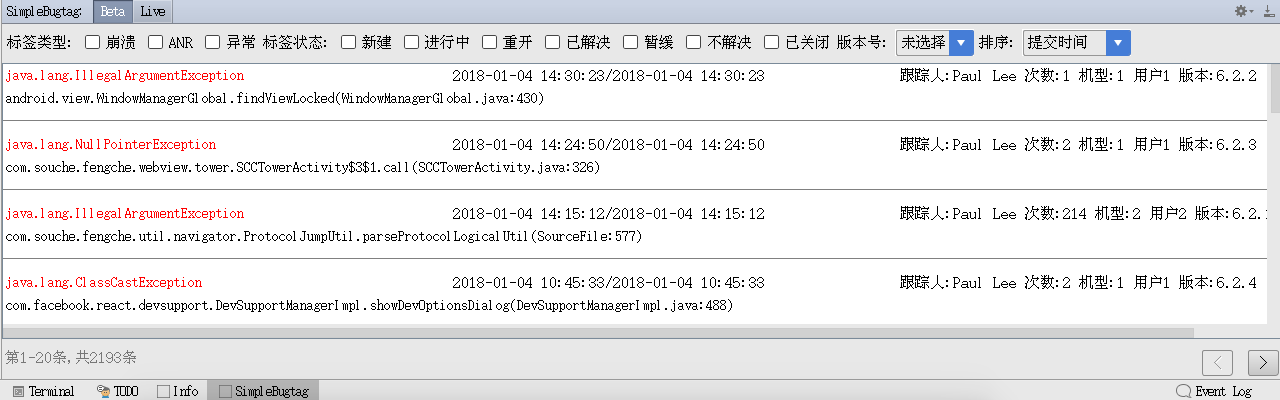 SimpleBugtag: Beta Live
标签类型: 崩溃 ANR 异常 标签状态: 新建 进行中 重开 已解决 暂缓 不解决 已关闭 版本号: 未选择 排序: 提交时间
java.lang.IllegalArgumentException 2018-01-04 14:30:23/2018-01-04 14:30:23 跟踪人:Paul Lee 次数:1 机型:1 用户1 版本:6.2.2
android.view.WindowManagerGlobal.findViewLocked(WindowManagerGlobal.java:430)
java.lang.NullPointerException 2018-01-04 14:24:50/2018-01-04 14:24:50 跟踪人:Paul Lee 次数:2 机型:1 用户1 版本:6.2.3
com.souche.fengche.webview.tower.SCCTowerActivity$3$1.call(SCCTowerActivity.java:326)
java.lang.IllegalArgumentException 2018-01-04 14:15:12/2018-01-04 14:15:12 跟踪人:Paul Lee 次数:214 机型:2 用户2 版本:6.2.
com.souche.fengche.util.navigator.ProtocolJumpUtil.parseProtocolLogicalUtil(SourceFile:577)
java.lang.ClassCastException 2018-01-04 10:45:33/2018-01-04 10:45:33 跟踪人:Paul Lee 次数:2 机型:1 用户1 版本:6.2.4
com.facebook.react.devsupport.DevSupportManagerImpl.showDevOptionsDialog(DevSupportManagerImpl.java:488)
第1-20条,共2193条
Terminal TODO Info SimpleBugtag Event Log